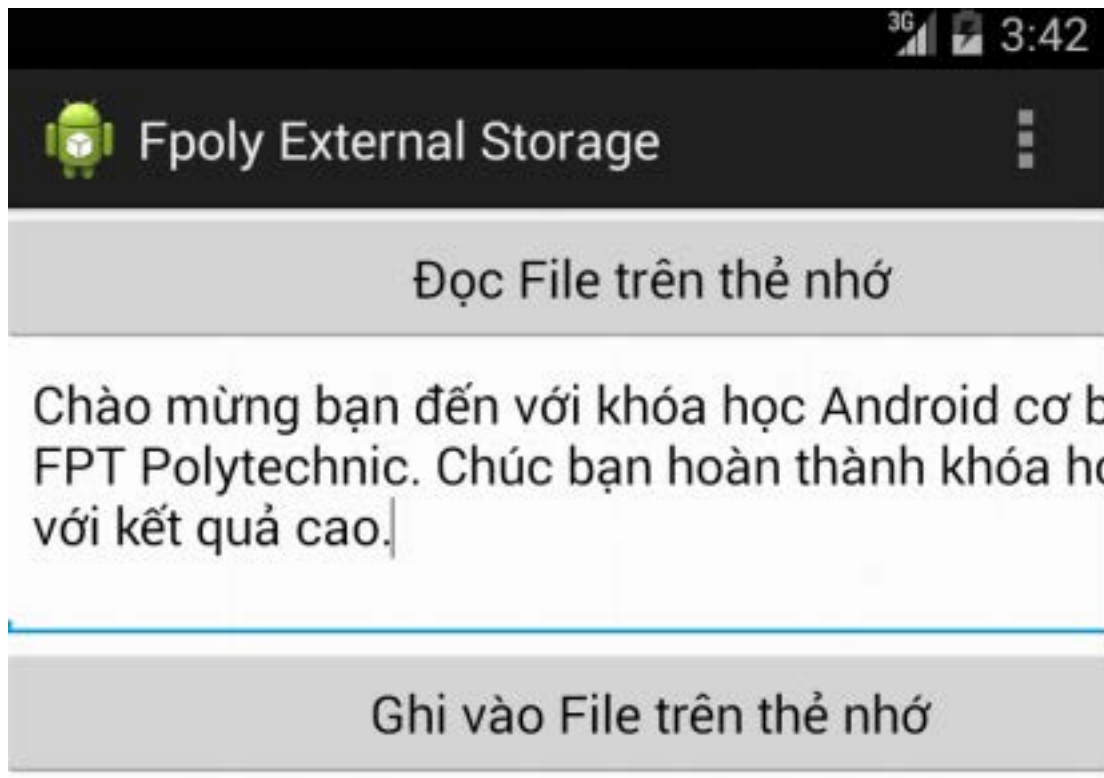 3G 3:42
Fpoly External Storage
Đọc File trên thẻ nhớ
Chào mừng bạn đến với khóa học Android cơ
FPT Polytechnic. Chúc bạn hoàn thành khóa
với kết quả cao.
Ghi vào File trên thẻ nhớ